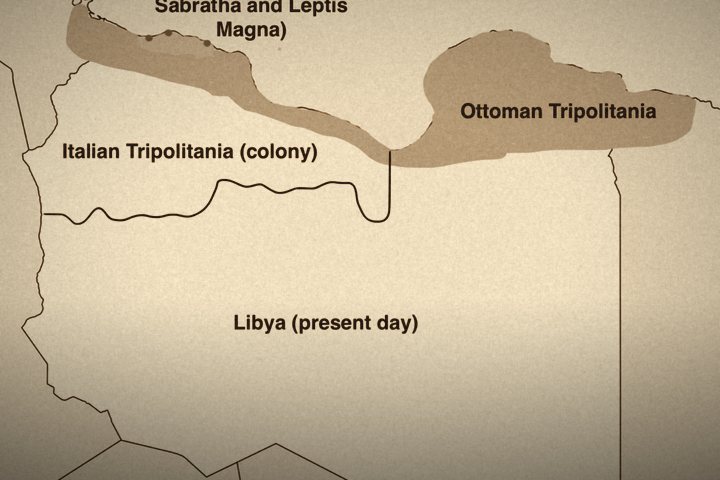 Sabratha and Leptis
Magna)
Ottoman Tripolitania
Italian Tripolitania (colony)
Libya (present day)